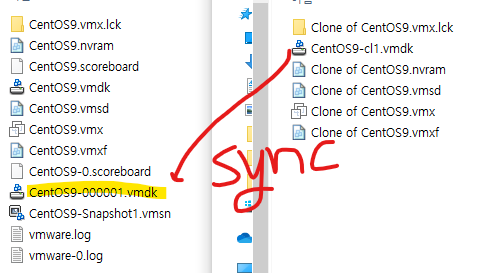 CentOS9.vmx.lck
CentOS9.nvram
CentOS9.scoreboard
CentOS9.vmdk
CentOS9.vmsd
CentOS9.vmx
CentOS9.vmxf
CentOS9-0.scoreboard
CentOS9-000001.vmdk
CentOS9-Snapshot1.vmsn
vmware.log
vmware-0.log
Clone of CentOS9.vmx.lck
CentOS9-cl1.vmdk
Clone of CentOS9.nvram
Clone of CentOS9.vmsd
Clone of CentOS9.vmx
Clone of CentOS9.vmxf
sync